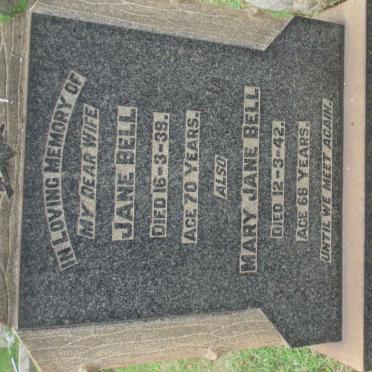 IN LOVING MEMORY OF
MY DEAR WIFE
JANE BELL
DIED 16-3-39.
AGE 70 YEARS.
ALSO
MARY JANE BELL
DIED 12-3-42.
AGE 66 YEARS.
UNTIL WE MEET AGAIN.